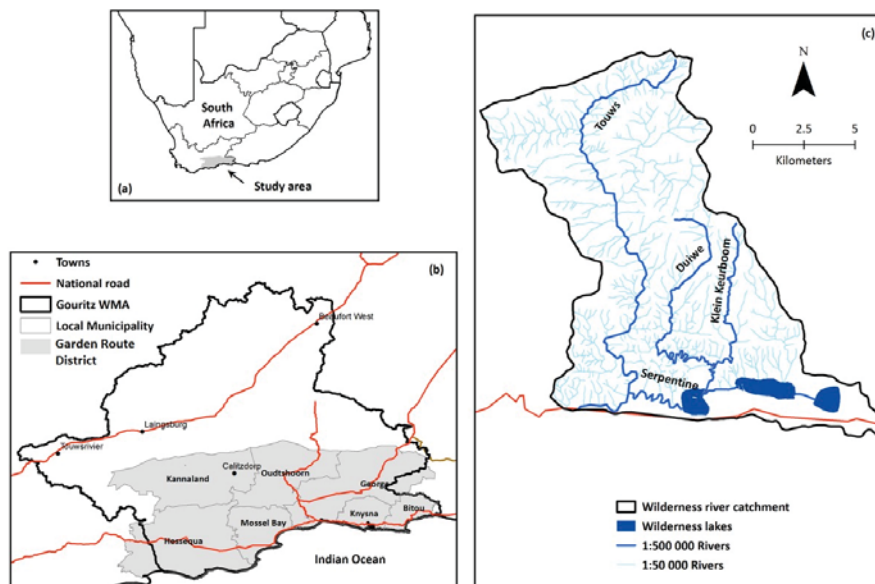 South
Africa
Study area
(a)
(b)
Towns
National road
Gouritz WMA
Local Municipality
Garden Route
District
Beaufort West
Laingsburg
Touwsrivier
Calitzdorp
Kannaland
Oudtshoorn
George
Bitou
Knysna
Mossel Bay
Hessequa
Indian Ocean
(c)
N
0 2.5 5
Kilometers
Touws
Duiwe
Klein Keurboom
Serpentine
Wilderness river catchment
Wilderness lakes
1:500 000 Rivers
1:50 000 Rivers